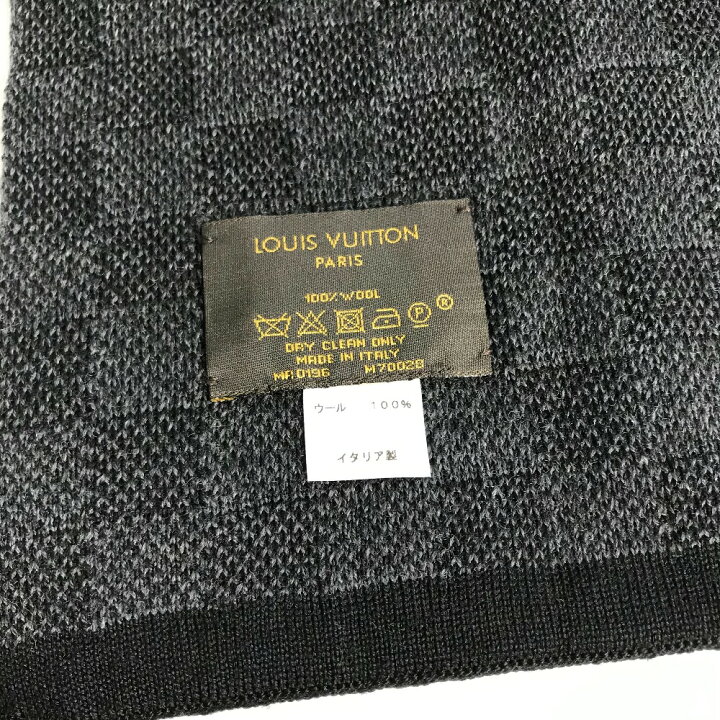 LOUIS VUITTON
PARIS
100% WOOL
P ®
DRY CLEAN ONLY
MADE IN ITALY
MR0196 M70028
ウール 100%
イタリア製